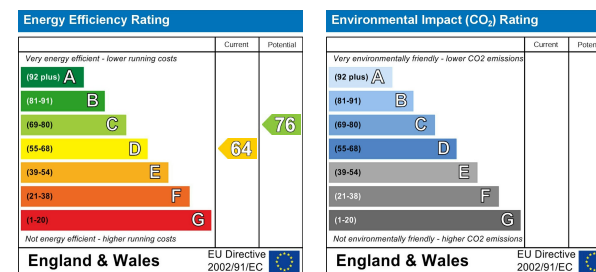 Energy Efficiency Rating
Current Potential
Very energy efficient - lower running costs
(92 plus) A
(81-91) B
(69-80) C
76
(55-68) D
64
(39-54) E
(21-38) F
(1-20) G
Not energy efficient - higher running costs
England & Wales
EU Directive
2002/91/EC
Environmental Impact (CO₂) Rating
Current Poten
Very environmentally friendly - lower CO2 emissions
(92 plus) A
(81-91) B
(69-80) C
(55-68) D
(39-54) E
(21-38) F
(1-20) G
Not environmentally friendly - higher CO2 emissions
England & Wales
EU Directive
2002/91/EC